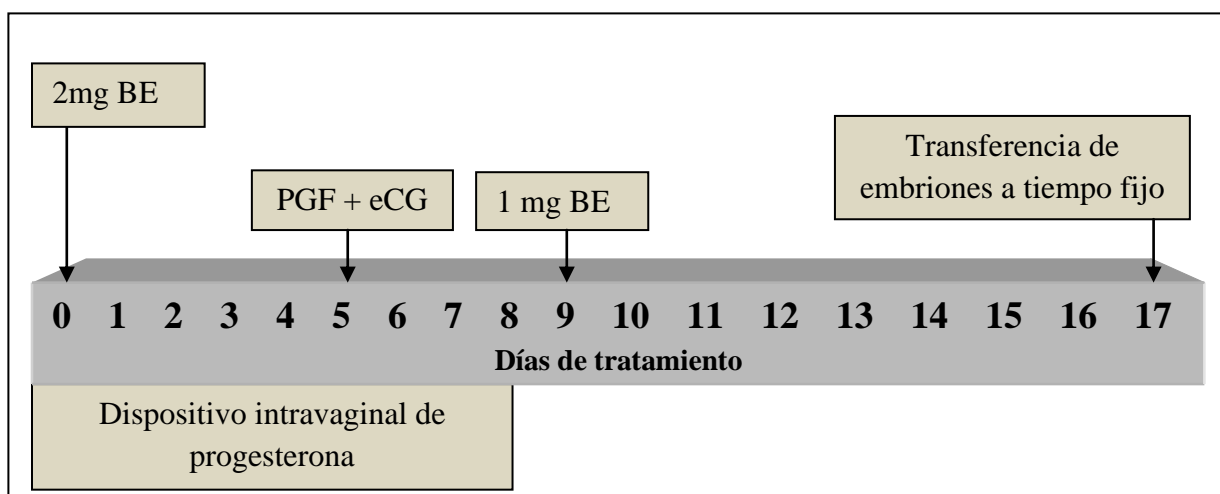 2mg BE
PGF + eCG
1 mg BE
Transferencia de
embriones a tiempo fijo
0 1 2 3 4 5 6 7 8 9 10 11 12 13 14 15 16 17
Días de tratamiento
Dispositivo intravaginal de
progesterona